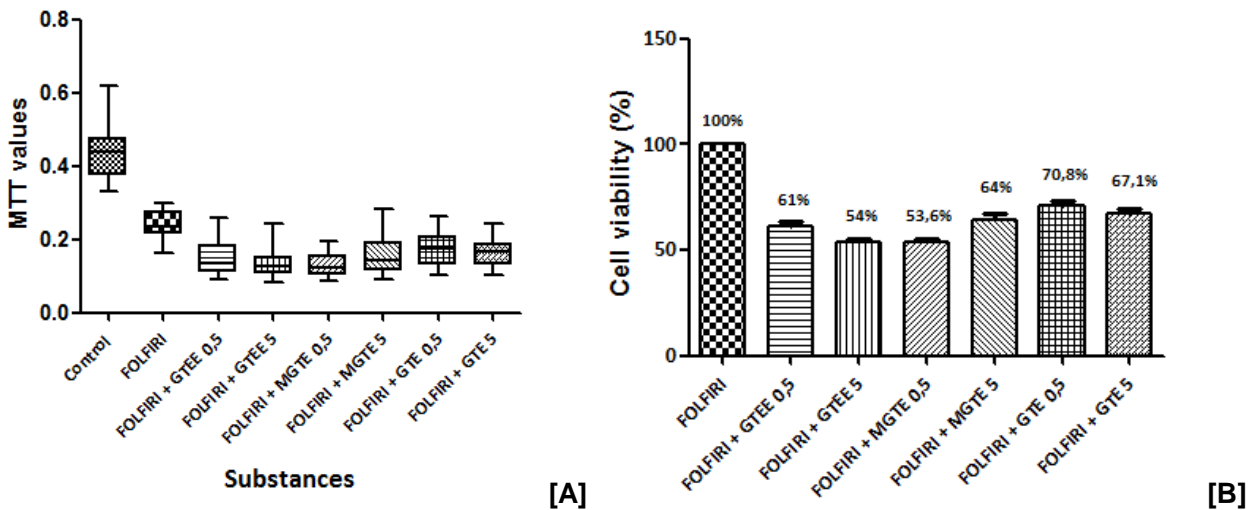 MTT values
0.8
0.6
0.4
0.2
0.0
Control
FOLFIRI
FOLFIRI + GTEE 0,5
FOLFIRI + GTEE 5
FOLFIRI + MGTE 0,5
FOLFIRI + MGTE 5
FOLFIRI + GTE 0,5
FOLFIRI + GTE 5
Substances
[A]
Cell viability (%)
150
100
50
0
100%
61%
54%
53,6%
64%
70,8%
67,1%
FOLFIRI
FOLFIRI + GTEE 0,5
FOLFIRI + GTEE 5
FOLFIRI + MGTE 0,5
FOLFIRI + MGTE 5
FOLFIRI + GTE 0,5
FOLFIRI + GTE 5
[B]